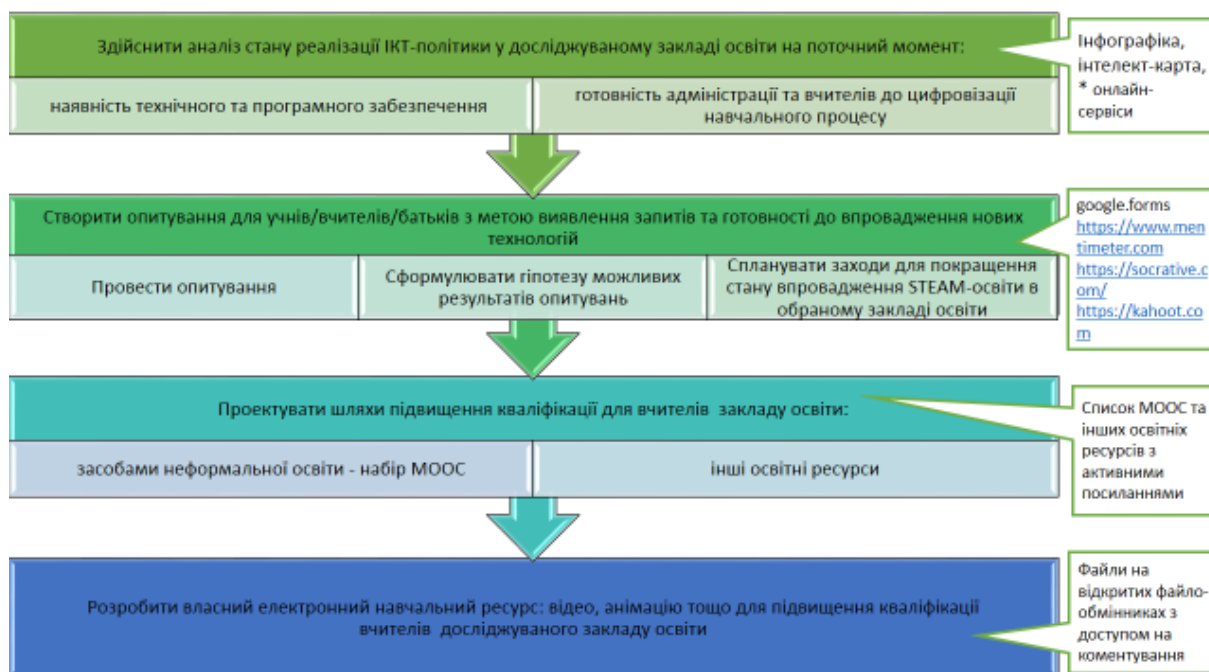 Здійснити аналіз стану реалізації ІКТ-політики у досліджуваному закладі освіти на поточний момент:
Інфографіка,
інтелект-карта,
* онлайн-
сервіси
наявність технічного та програмного забезпечення
готовність адміністрації та вчителів до цифровізації
навчального процесу
Створити опитування для учнів/вчителів/батьків з метою виявлення запитів та готовності до впровадження нових
технологій
google.forms
https://www.men
timeter.com
https://socrative.c
om/
https://kahoot.co
m
Провести опитування
Сформулювати гіпотезу можливих
результатів опитувань
Спланувати заходи для покращення
стану впровадження STEAM-освіти в
обраному закладі освіти
Проектувати шляхи підвищення кваліфікації для вчителів закладу освіти:
Список МООС та
інших освітніх
ресурсів з
активними
посиланнями
засобами неформальної освіти - набір МООС
інші освітні ресурси
Розробити власний електронний навчальний ресурс: відео, анімацію тощо для підвищення кваліфікації
вчителів досліджуваного закладу освіти
Файли на
відкритих файло-
обмінниках з
доступом на
коментування